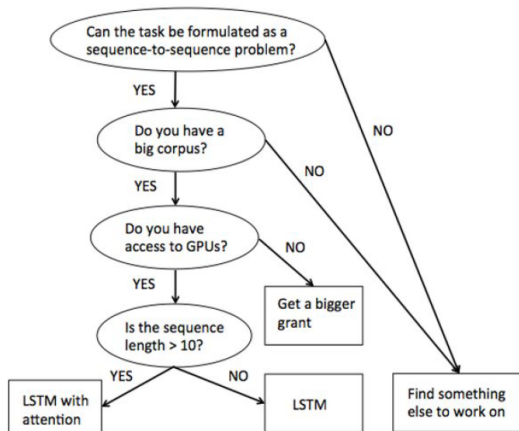 Can the task be formulated as a
sequence-to-sequence problem?
YES
NO
Do you have a
big corpus?
YES
NO
Do you have
access to GPUs?
YES
NO
Get a bigger
grant
Is the sequence
length > 10?
YES
NO
LSTM with
attention
LSTM
Find something
else to work on